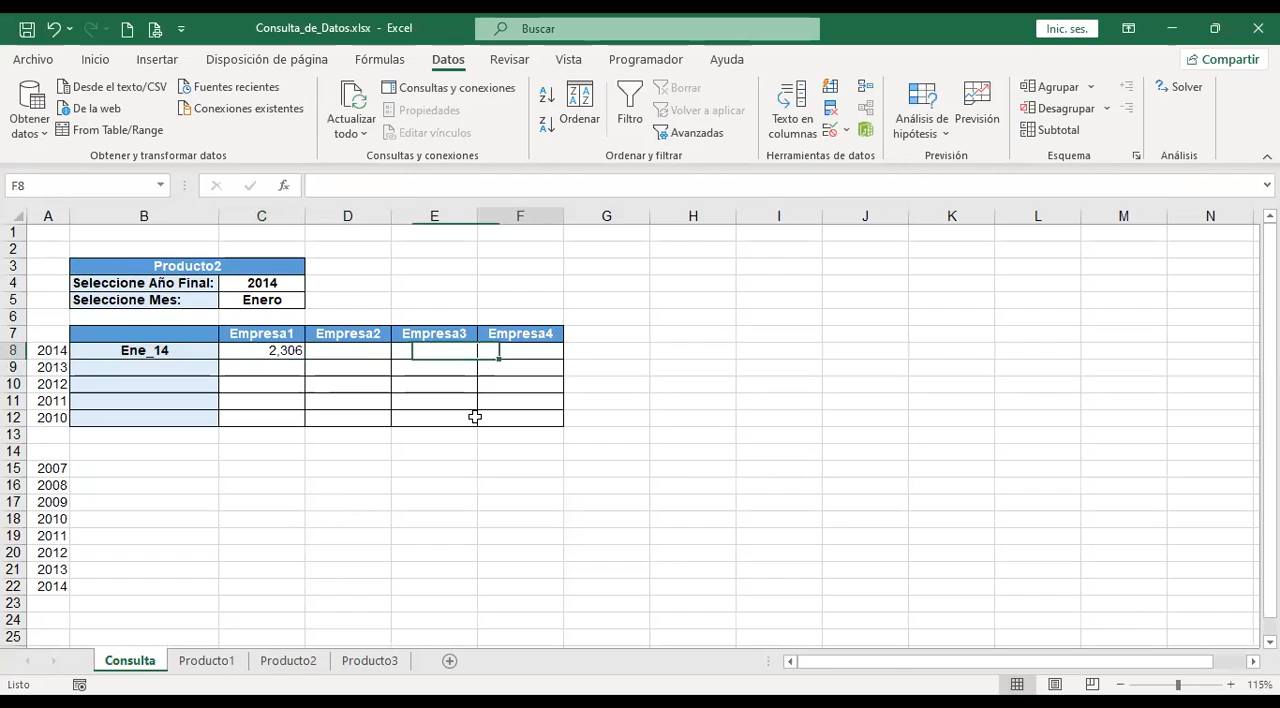 Consulta_de_Datos.xlsx - Excel
Buscar
Inic. ses.
Archivo Inicio Insertar Disposición de página Fórmulas Datos Revisar Vista Programador Ayuda
Compartir
Obtener datos
Desde el texto/CSV
De la web
From Table/Range
Fuentes recientes
Conexiones existentes
Obtener y transformar datos
Actualizar todo
Consultas y conexiones
Propiedades
Editar vínculos
Consultas y conexiones
Ordenar
Filtro
Borrar
Volver a aplicar
Avanzadas
Ordenar y filtrar
Texto en columnas
Herramientas de datos
Análisis de hipótesis
Previsión
Previsión
Agrupar
Desagrupar
Subtotal
Esquema
Solver
Análisis
F8
fx
A B C D E F G H I J K L M N
1
2
3 Producto2
4 Seleccione Año Final: 2014
5 Seleccione Mes: Enero
6
7 Empresa1 Empresa2 Empresa3 Empresa4
8 2014 Ene_14 2,306
9 2013
10 2012
11 2011
12 2010
13
14
15 2007
16 2008
17 2009
18 2010
19 2011
20 2012
21 2013
22 2014
23
24
25
Consulta Producto1 Producto2 Producto3
Listo
115%